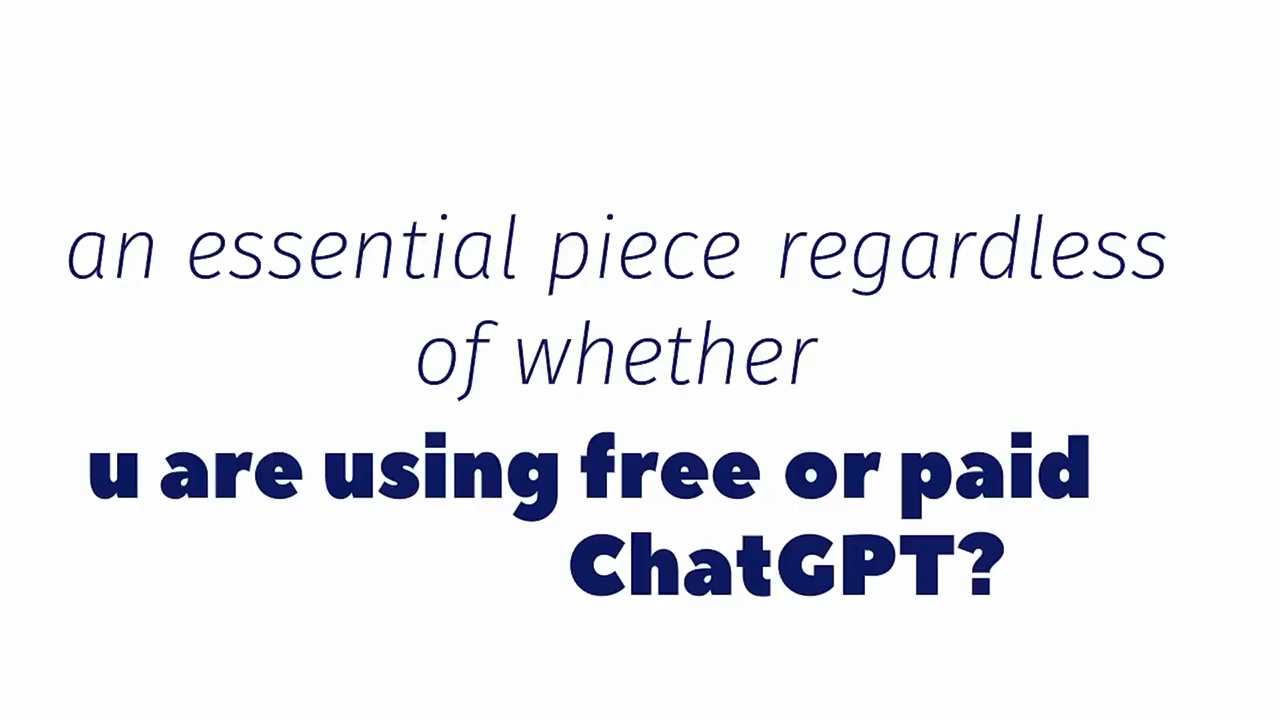 an essential piece regardless
of whether
u are using free or paid
ChatGPT?